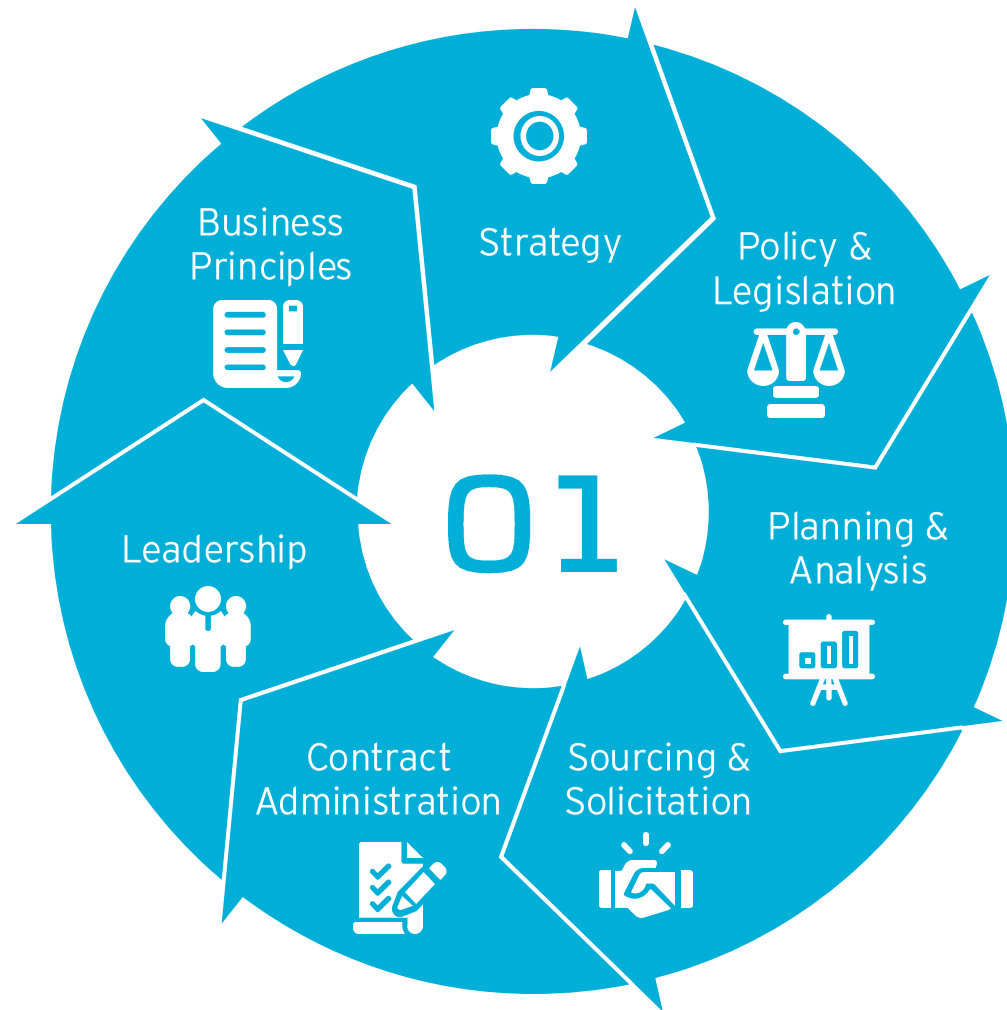 Strategy
Policy &
Legislation
Planning &
Analysis
Sourcing &
Solicitation
Contract
Administration
Leadership
Business
Principles
01